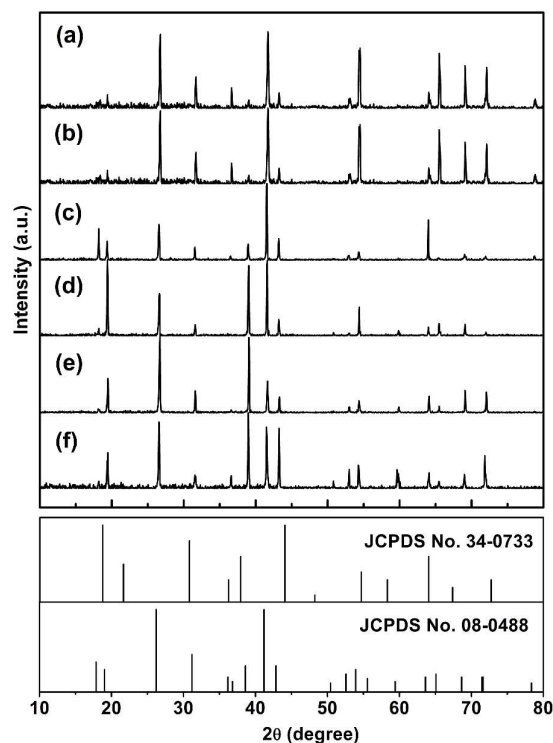 (a)
(b)
(c)
(d)
(e)
(f)
Intensity (a.u.)
JCPDS No. 34-0733
JCPDS No. 08-0488
10 20 30 40 50 60 70 80
2θ (degree)